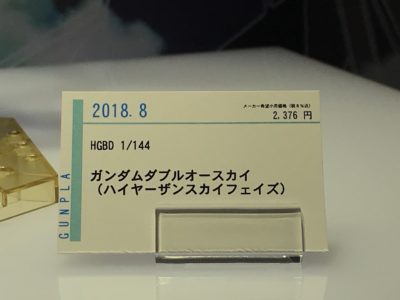 2018. 8
メーカー希望小売価格（税8%込）
2,376 円
HGBD 1/144
ガンダムダブルオースカイ
（ハイヤーザンスカイフェイズ）
GUNPLA